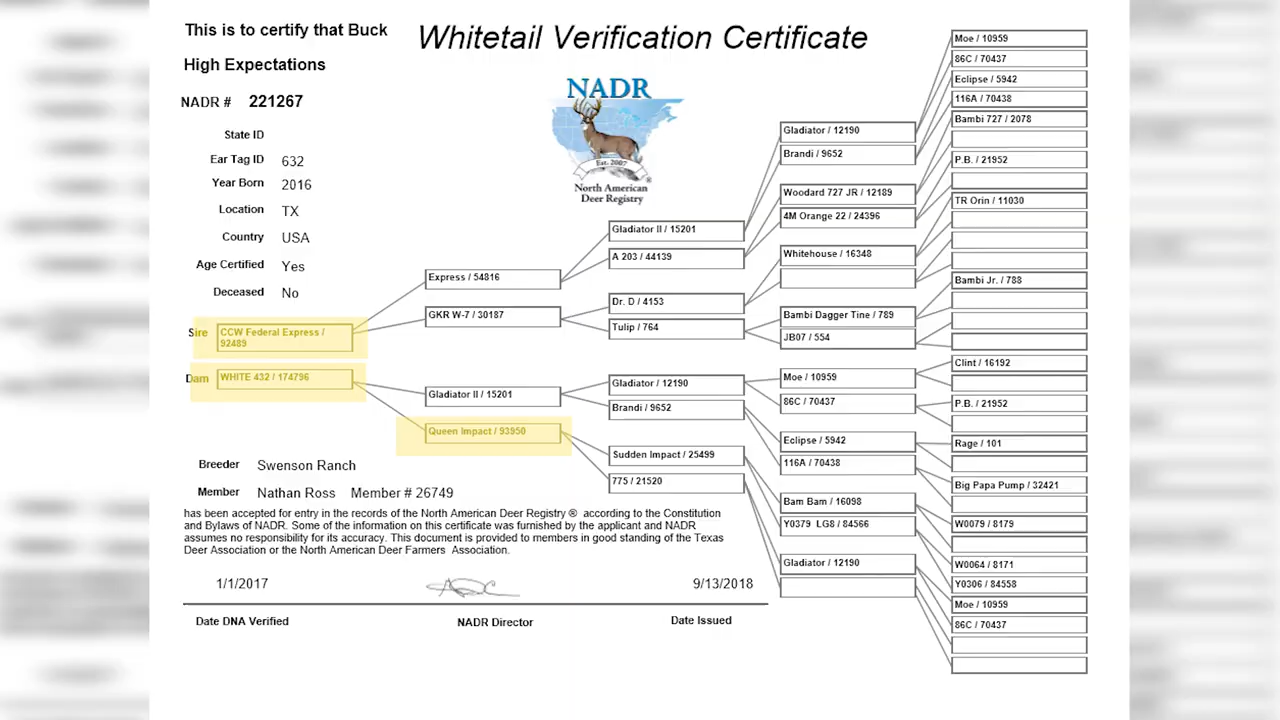 This is to certify that Buck
Whitetail Verification Certificate
High Expectations
NADR # 221267
State ID
Ear Tag ID 632
Year Born 2016
Location TX
Country USA
Age Certified Yes
Deceased No
NADR
Est. 2007
®
North American
Deer Registry
Sire CCW Federal Express /
92489
Dam WHITE 432 / 174796
Express / 54816
GKR W-7 / 30187
Gladiator II / 15201
Queen Impact / 93950
Gladiator II / 15201
A 203 / 44139
Dr. D / 4153
Tulip / 764
Gladiator / 12190
Brandi / 9652
Sudden Impact / 25499
775 / 21520
Gladiator / 12190
Brandi / 9652
Woodard 727 JR / 12189
4M Orange 22 / 24396
Whitehouse / 16348
Bambi Dagger Tine / 789
JB07 / 554
Moe / 10959
86C / 70437
Eclipse / 5942
116A / 70438
Bam Bam / 16098
Y0379 LG8 / 84566
Gladiator / 12190
Moe / 10959
86C / 70437
Eclipse / 5942
116A / 70438
Bambi 727 / 2078
P.B. / 21952
TR Orin / 11030
Bambi Jr. / 788
Clint / 16192
P.B. / 21952
Rage / 101
Big Papa Pump / 32421
W0079 / 8179
W0064 / 8171
Y0306 / 84558
Moe / 10959
86C / 70437
Breeder Swenson Ranch
Member Nathan Ross Member # 26749
has been accepted for entry in the records of the North American Deer Registry ® according to the Constitution
and Bylaws of NADR. Some of the information on this certificate was furnished by the applicant and NADR
assumes no responsibility for its accuracy. This document is provided to members in good standing of the Texas
Deer Association or the North American Deer Farmers Association.
1/1/2017 9/13/2018
Date DNA Verified NADR Director Date Issued